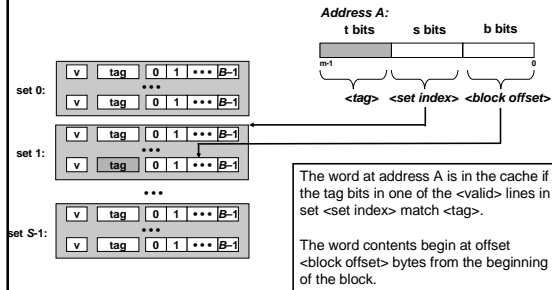 Address A:
t bits s bits b bits
m-1 0
<tag> <set index> <block offset>
v tag 0 1 ••• B–1
set 0: •••
v tag 0 1 ••• B–1
v tag 0 1 ••• B–1
set 1: •••
v tag 0 1 ••• B–1
•••
v tag 0 1 ••• B–1
set S-1: •••
v tag 0 1 ••• B–1
The word at address A is in the cache if
the tag bits in one of the <valid> lines in
set <set index> match <tag>.
The word contents begin at offset
<block offset> bytes from the beginning
of the block.